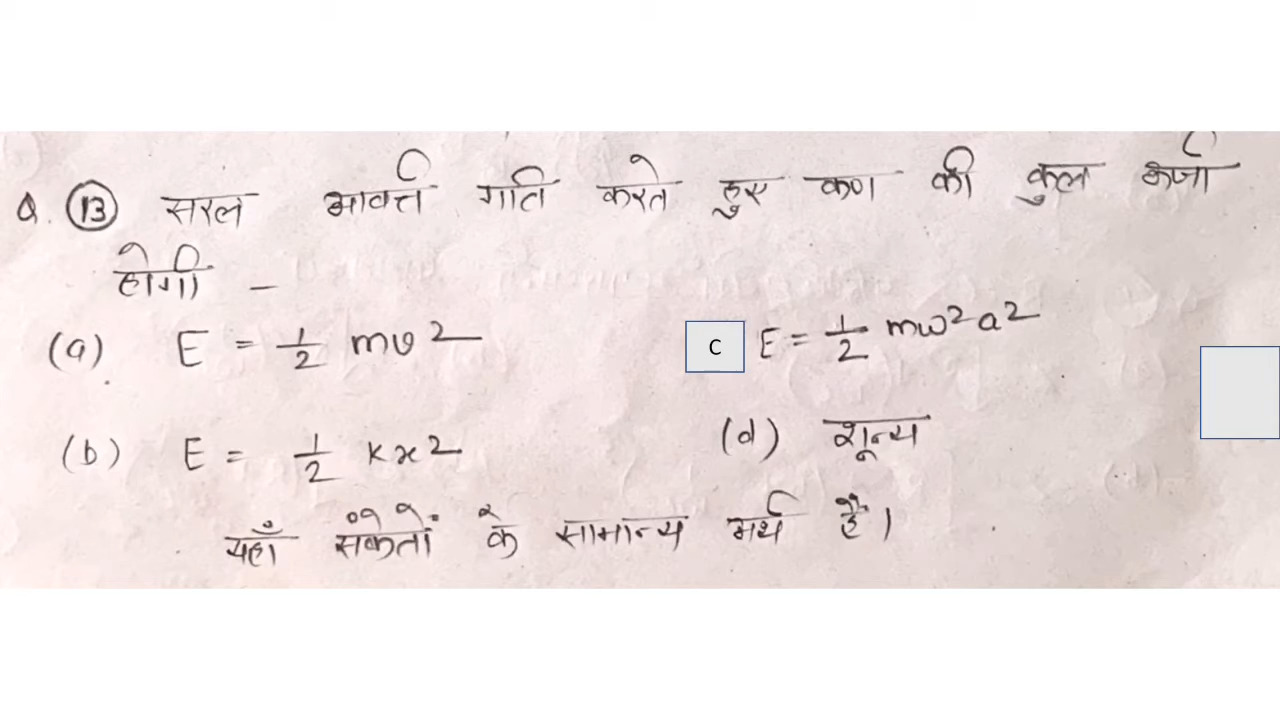 Q. (13) सरल आवर्त्त गति करते हुए कण की कुल ऊर्जा
होगी -
(a) E = 1/2 mv2
C E = 1/2 mω²a²
(b) E = 1/2 kx2
(d) शून्य
यहाँ संकेतों के सामान्य अर्थ हैं।